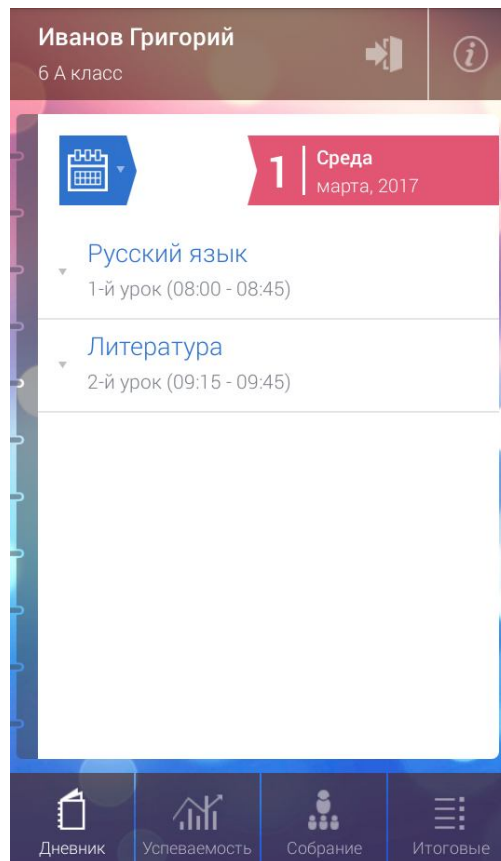 Иванов Григорий
6 А класс
1 Среда
марта, 2017
Русский язык
1-й урок (08:00 - 08:45)
Литература
2-й урок (09:15 - 09:45)
Дневник Успеваемость Собрание Итоговые